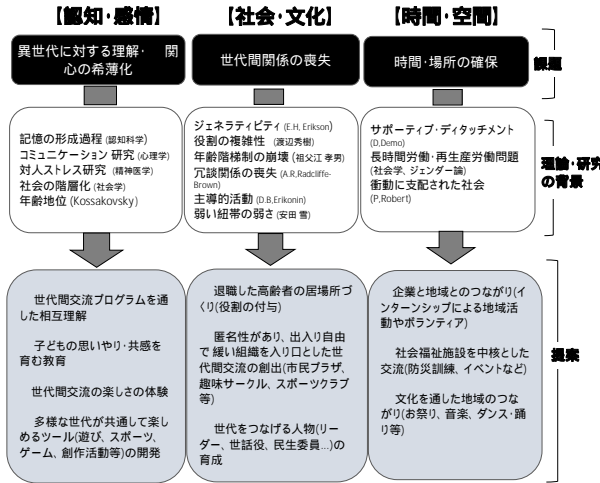 【認知･感情】
【社会･文化】
【時間･空間】
異世代に対する理解･ 関
心の希薄化
世代間関係の喪失
時間･場所の確保
課題
記憶の形成過程 (認知科学)
コミュニケーション 研究 (心理学)
対人ストレス研究 (精神医学)
社会の階層化 (社会学)
年齢地位 (Kossakovsky)
ジェネラティビティ (E.H, Erikson)
役割の複雑性 (渡辺秀樹)
年齢階梯制の崩壊 (祖父江 孝男)
冗談関係の喪失 (A.R,Radcliffe-
Brown)
主導的活動 (D.B,Erikonin)
弱い紐帯の弱さ (安田 雪)
サポーティブ･ディタッチメント
(D,Demo)
長時間労働･再生産労働問題
(社会学、ジェンダー論)
衝動に支配された社会
(P,Robert)
理論･研究
の背景
世代間交流プログラムを通
した相互理解
子どもの思いやり･共感を
育む教育
世代間交流の楽しさの体験
多様な世代が共通して楽し
めるツール(遊び、スポーツ、
ゲーム、創作活動等)の開発
退職した高齢者の居場所づ
くり(役割の付与)
匿名性があり、出入り自由
で 緩い組織を入り口とした世
代間交流の創出(市民プラザ、
趣味サークル、スポーツクラブ
等)
世代をつなげる人物(リー
ダー、世話役、民生委員...)の
育成
企業と地域とのつながり(イ
ンターンシップによる地域活
動やボランティア)
社会福祉施設を中核とした
交流(防災訓練、イベントなど)
文化を通した地域のつな
がり(お祭り、音楽、ダンス･踊
り等)
提案